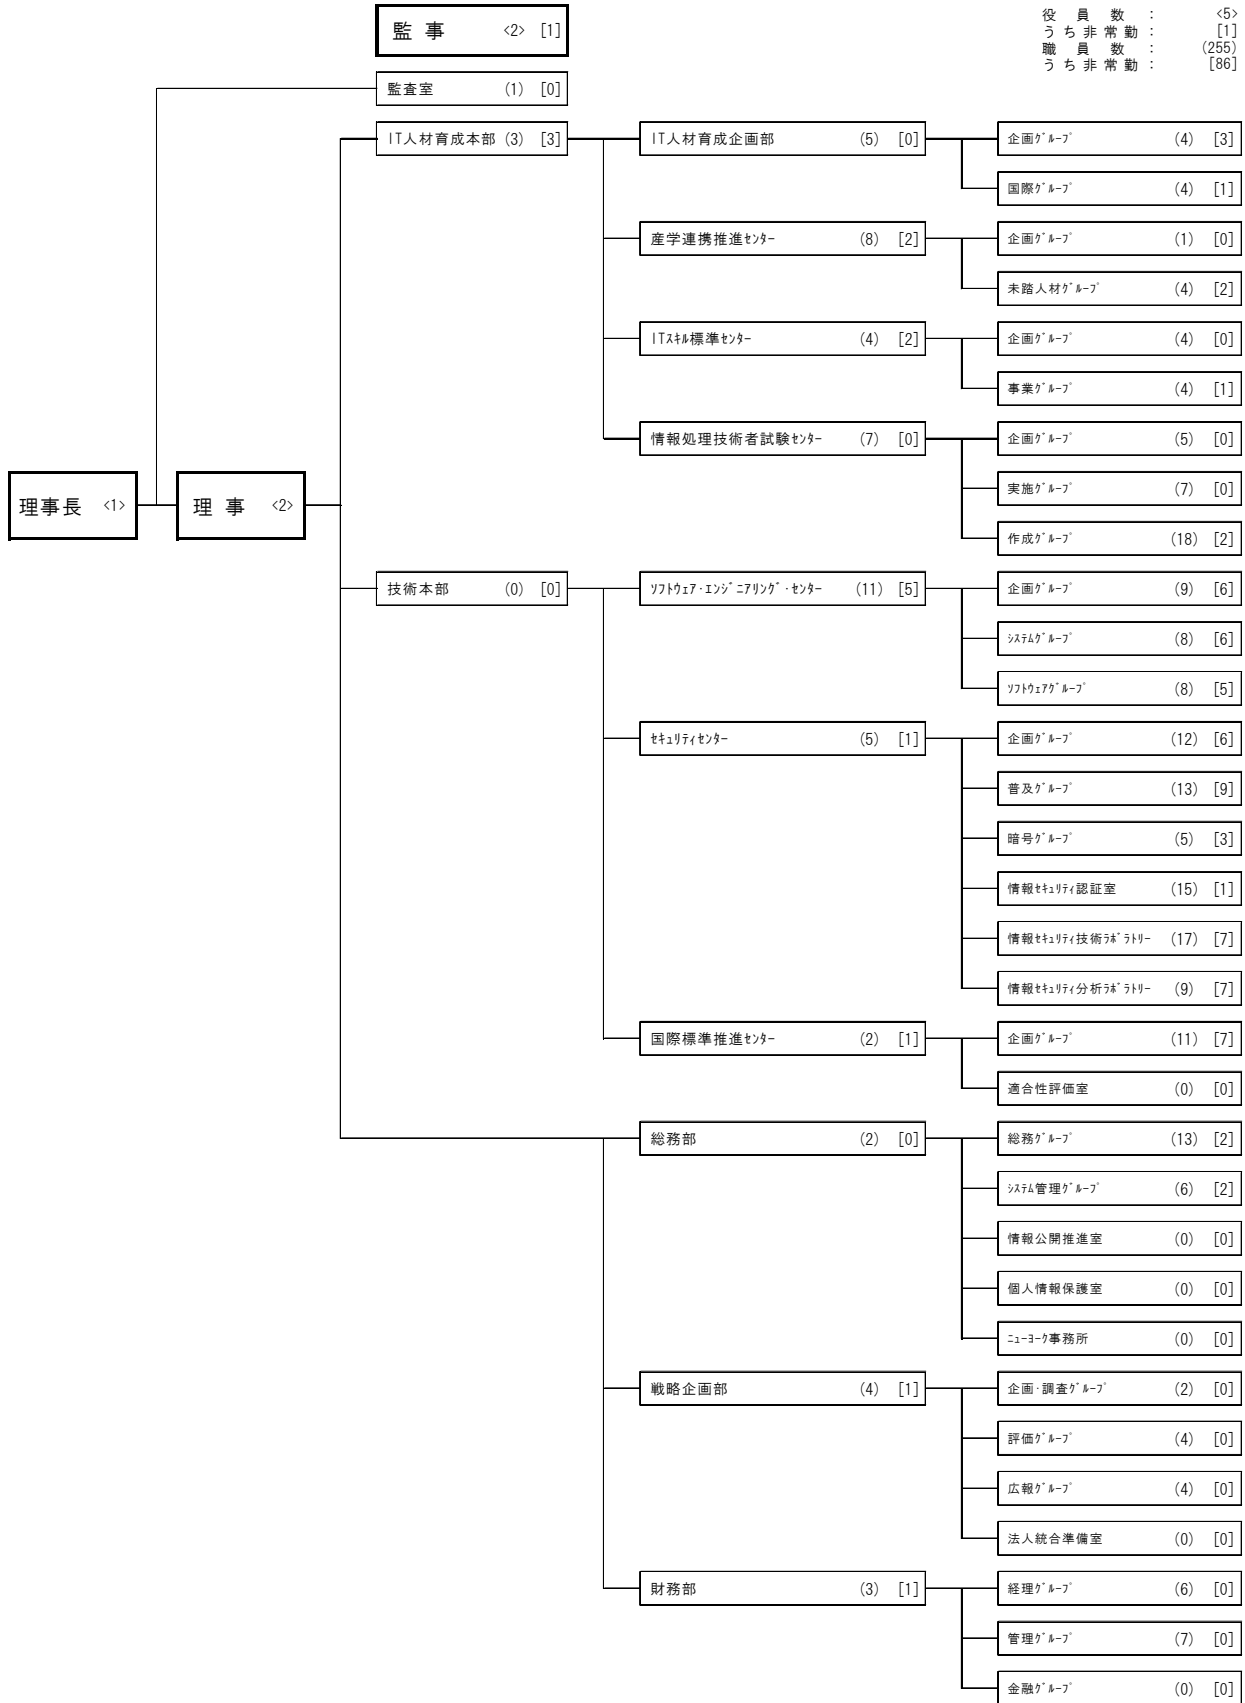 監 事 <2> [1]
役 員 数 : <5>
うち非常勤: [1]
職 員 数 : (255)
うち非常勤: [86]
監査室 (1) [0]
IT人材育成本部 (3) [3]
IT人材育成企画部 (5) [0]
企画ｸﾞﾙｰﾌﾟ (4) [3]
国際ｸﾞﾙｰﾌﾟ (4) [1]
産学連携推進ｾﾝﾀｰ (8) [2]
企画ｸﾞﾙｰﾌﾟ (1) [0]
未踏人材ｸﾞﾙｰﾌﾟ (4) [2]
ITｽｷﾙ標準ｾﾝﾀｰ (4) [2]
企画ｸﾞﾙｰﾌﾟ (4) [0]
事業ｸﾞﾙｰﾌﾟ (4) [1]
情報処理技術者試験ｾﾝﾀｰ (7) [0]
企画ｸﾞﾙｰﾌﾟ (5) [0]
理事長 <1>
理 事 <2>
実施ｸﾞﾙｰﾌﾟ (7) [0]
作成ｸﾞﾙｰﾌﾟ (18) [2]
技術本部 (0) [0]
ｿﾌﾄｳｪｱ･ｴﾝｼﾞﾆｱﾘﾝｸﾞ･ｾﾝﾀｰ (11) [5]
企画ｸﾞﾙｰﾌﾟ (9) [6]
ｼｽﾃﾑｸﾞﾙｰﾌﾟ (8) [6]
ｿﾌﾄｳｪｱｸﾞﾙｰﾌﾟ (8) [5]
ｾｷｭﾘﾃｨｾﾝﾀｰ (5) [1]
企画ｸﾞﾙｰﾌﾟ (12) [6]
普及ｸﾞﾙｰﾌﾟ (13) [9]
暗号ｸﾞﾙｰﾌﾟ (5) [3]
情報ｾｷｭﾘﾃｨ認証室 (15) [1]
情報ｾｷｭﾘﾃｨ技術ﾗﾎﾞﾗﾄﾘｰ (17) [7]
情報ｾｷｭﾘﾃｨ分析ﾗﾎﾞﾗﾄﾘｰ (9) [7]
国際標準推進ｾﾝﾀｰ (2) [1]
企画ｸﾞﾙｰﾌﾟ (11) [7]
適合性評価室 (0) [0]
総務部 (2) [0]
総務ｸﾞﾙｰﾌﾟ (13) [2]
ｼｽﾃﾑ管理ｸﾞﾙｰﾌﾟ (6) [2]
情報公開推進室 (0) [0]
個人情報保護室 (0) [0]
ﾆｭｰﾖｰｸ事務所 (0) [0]
戦略企画部 (4) [1]
企画･調査ｸﾞﾙｰﾌﾟ (2) [0]
評価ｸﾞﾙｰﾌﾟ (4) [0]
広報ｸﾞﾙｰﾌﾟ (4) [0]
法人統合準備室 (0) [0]
財務部 (3) [1]
経理ｸﾞﾙｰﾌﾟ (6) [0]
管理ｸﾞﾙｰﾌﾟ (7) [0]
金融ｸﾞﾙｰﾌﾟ (0) [0]